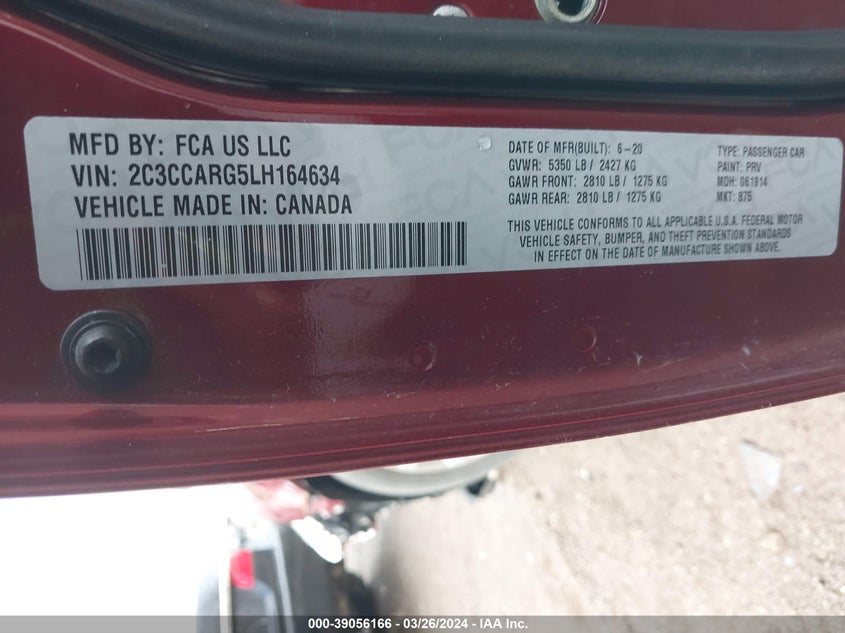 MFD BY: FCA US LLC
VIN: 2C3CCARG5LH164634
VEHICLE MADE IN: CANADA
DATE OF MFR(BUILT): 6-20
GVWR: 5350 LB / 2427 KG
GAWR FRONT: 2810 LB / 1275 KG
GAWR REAR: 2810 LB / 1275 KG
TYPE: PASSENGER CAR
PAINT: PRV
MDH: 061914
MKT: 875
THIS VEHICLE CONFORMS TO ALL APPLICABLE U.S.A. FEDERAL MOTOR
VEHICLE SAFETY, BUMPER, AND THEFT PREVENTION STANDARDS
IN EFFECT ON THE DATE OF MANUFACTURE SHOWN ABOVE.
000-39056166 - 03/26/2024 - IAA Inc.